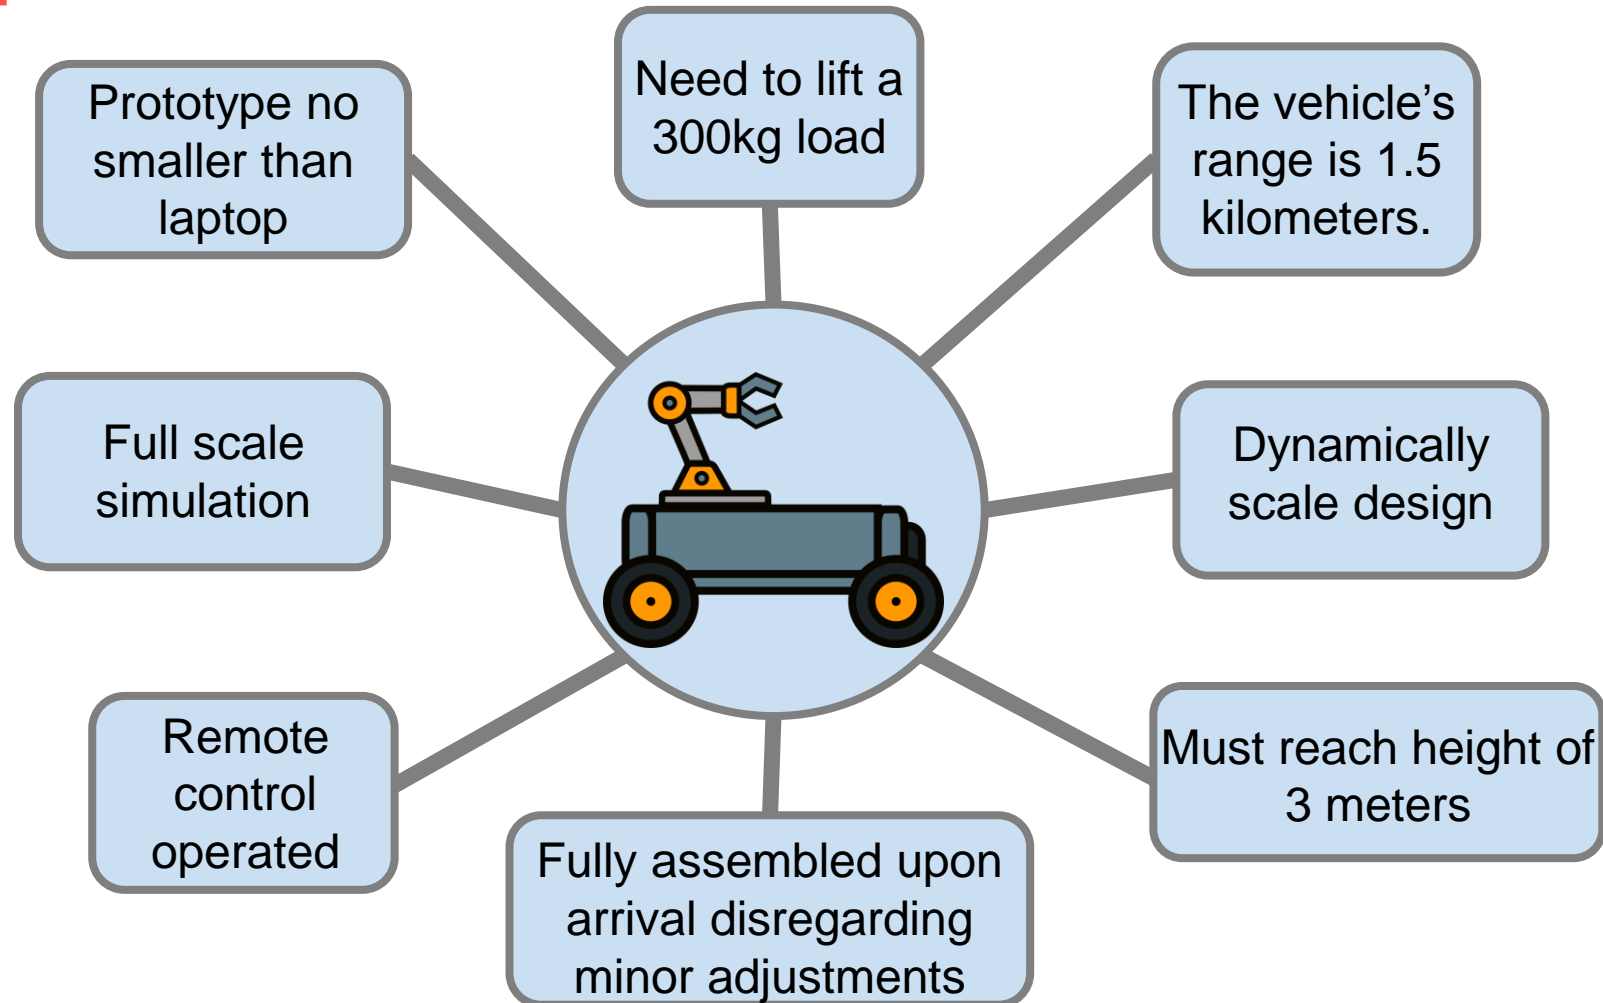 Need to lift a
300kg load
Prototype no
smaller than
laptop
The vehicle's
range is 1.5
kilometers.
Full scale
simulation
Dynamically
scale design
Remote
control
operated
Must reach height of
3 meters
Fully assembled upon
arrival disregarding
minor adjustments